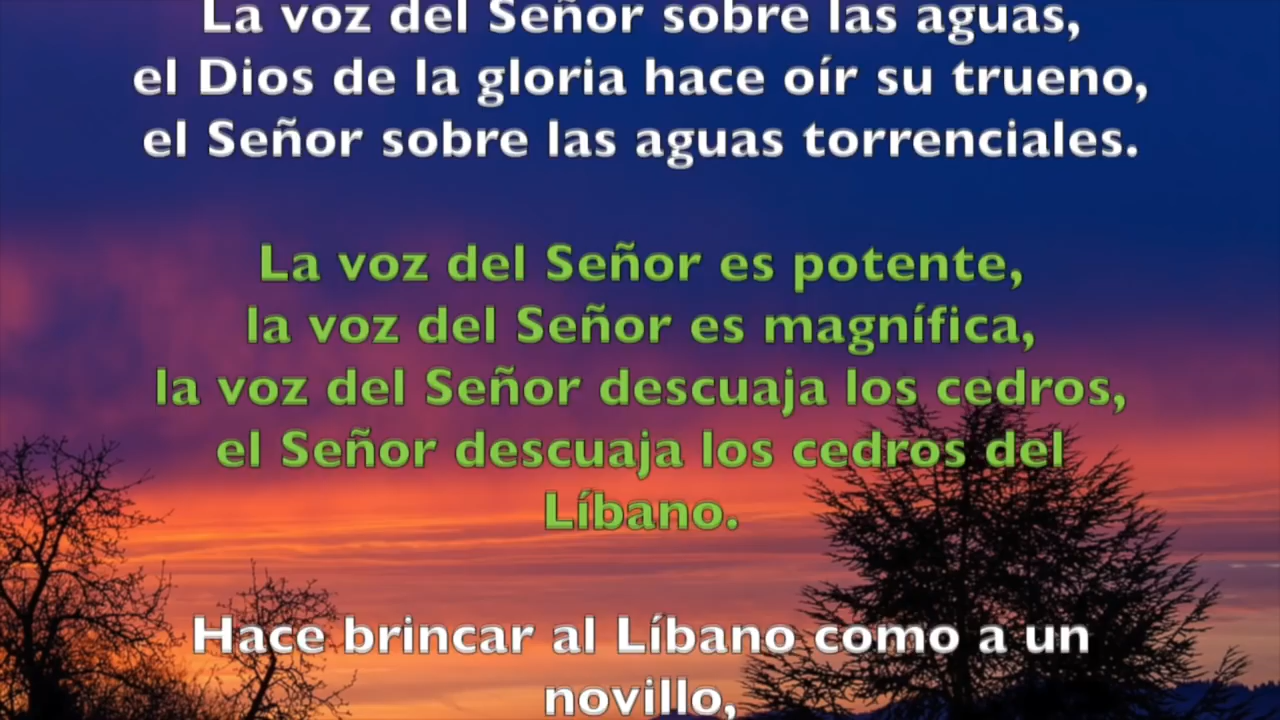 La voz del Señor sobre las aguas,
el Dios de la gloria hace oír su trueno,
el Señor sobre las aguas torrenciales.
La voz del Señor es potente,
la voz del Señor es magnífica,
la voz del Señor descuaja los cedros,
el Señor descuaja los cedros del
Líbano.
Hace brincar al Líbano como a un
novillo,